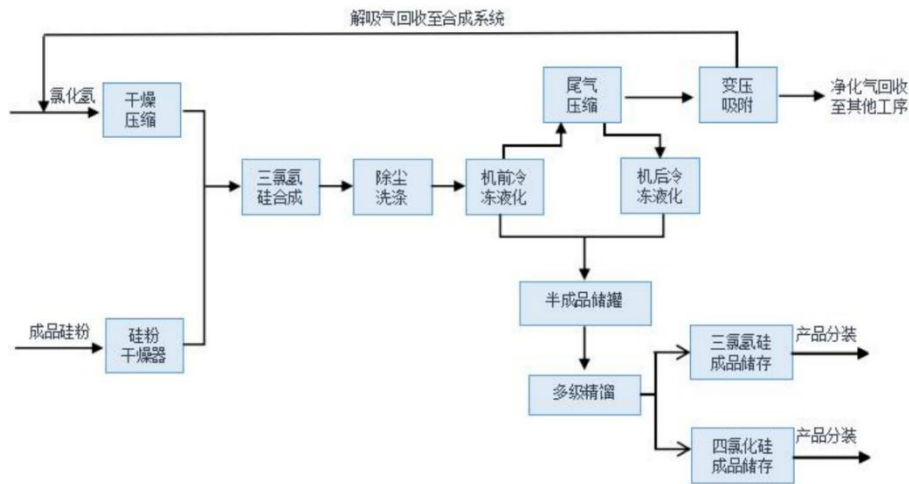 解吸气回收至合成系统
氯化氢
干燥
压缩
尾气
压缩
变压
吸附
净化气回收
至其他工序
三氯氢
硅合成
除尘
洗涤
机前冷
冻液化
机后冷
冻液化
半成品储罐
成品硅粉
硅粉
干燥器
多级精馏
三氯氢硅
成品储存
产品分装
四氯化硅
成品储存
产品分装